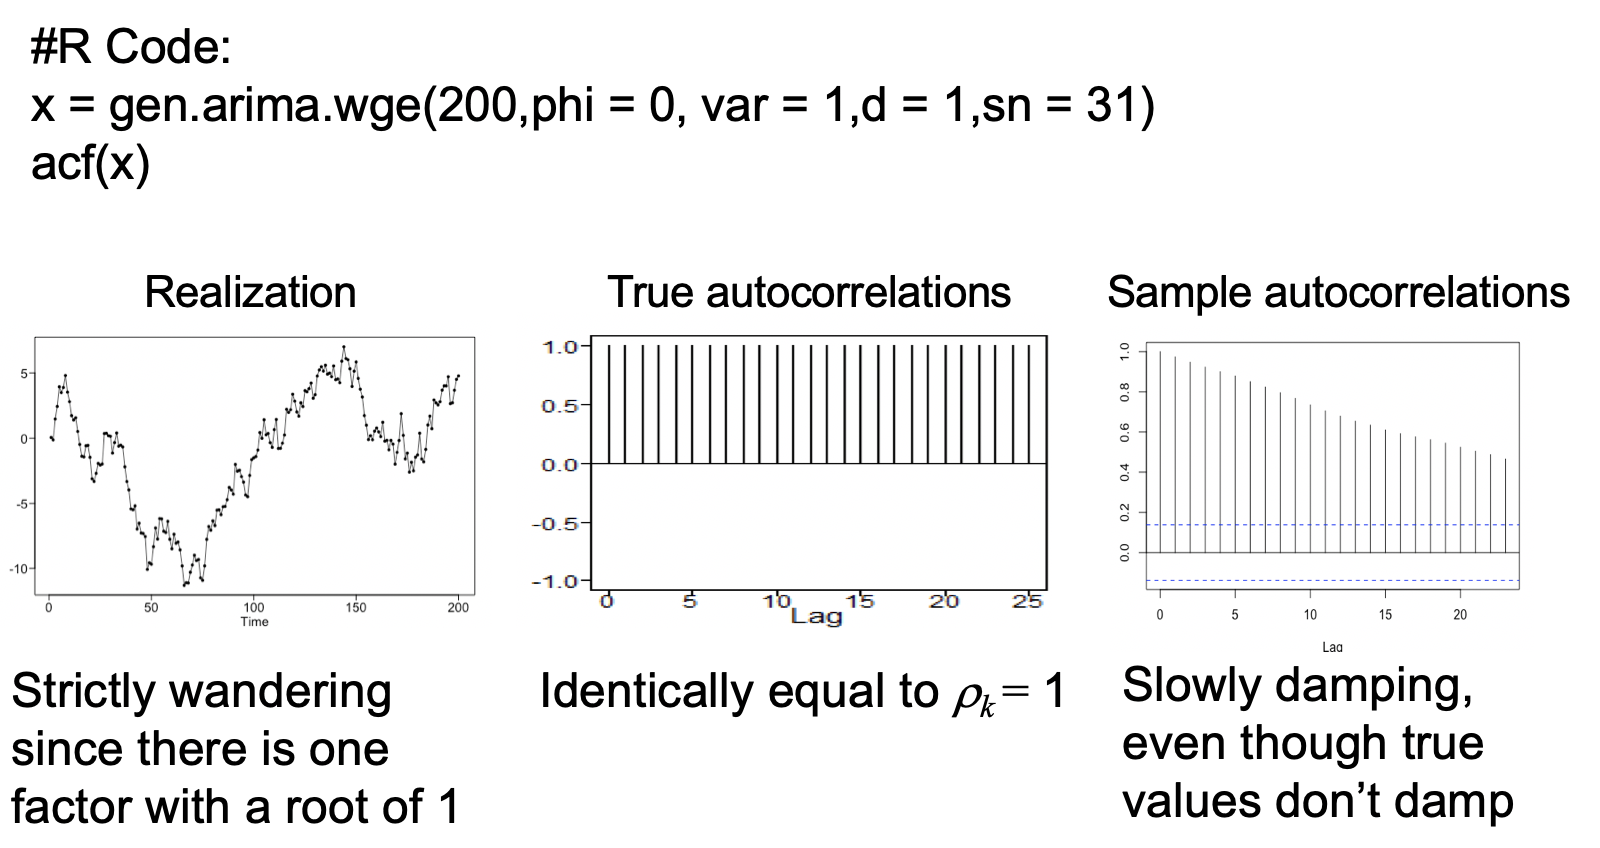 #R Code:
x = gen.arima.wge(200,phi = 0, var = 1,d = 1,sn = 31)
acf(x)
Realization
True autocorrelations
Sample autocorrelations
5
0
-5
-10
0 50 100 150 200
Time
1.0
0.5
0.0
-0.5
-1.0
0 5 10 15 20 25
Lag
1.0
0.8
0.6
0.4
0.2
0.0
0 5 10 15 20
Lag
Strictly wandering
since there is one
factor with a root of 1
Identically equal to ρk= 1
Slowly damping,
even though true
values don’t damp